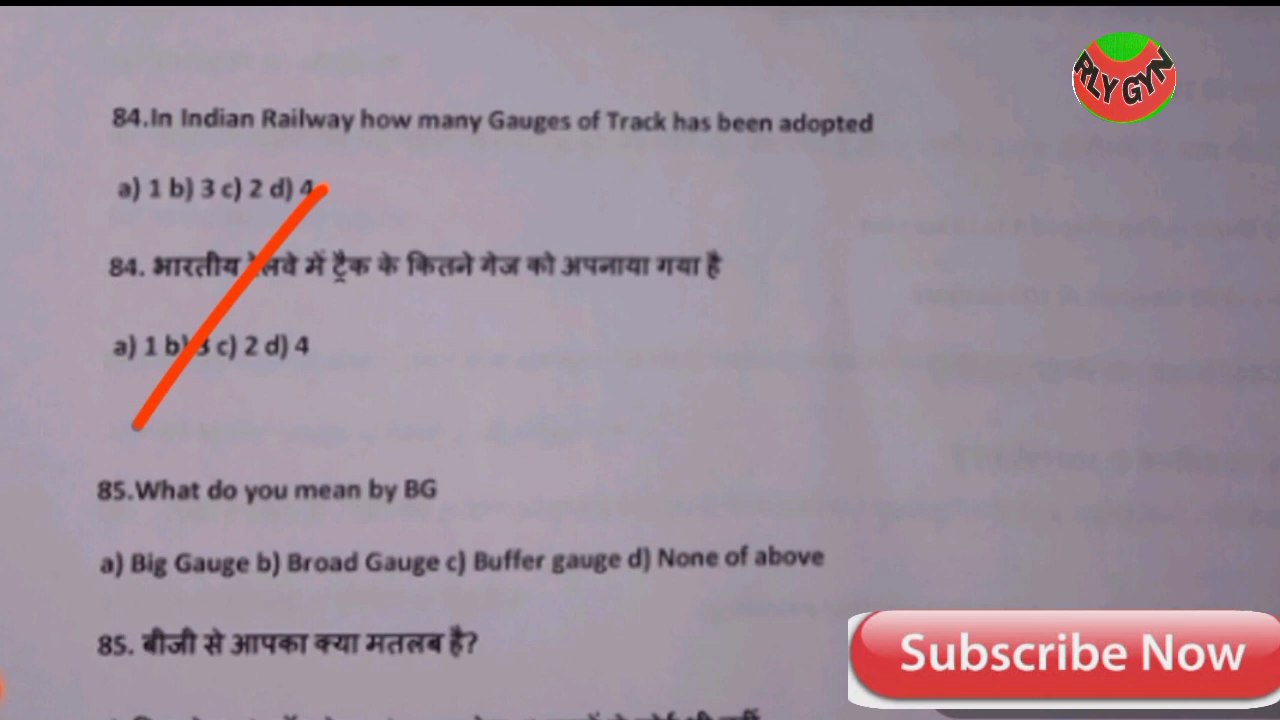 RLY GYN
84.In Indian Railway how many Gauges of Track has been adopted
a) 1 b) 3 c) 2 d) 4
84. भारतीय रेलवे में ट्रैक के कितने गेज को अपनाया गया है
a) 1 b) 3 c) 2 d) 4
85.What do you mean by BG
a) Big Gauge b) Broad Gauge c) Buffer gauge d) None of above
85. बीजी से आपका क्या मतलब है?
Subscribe Now